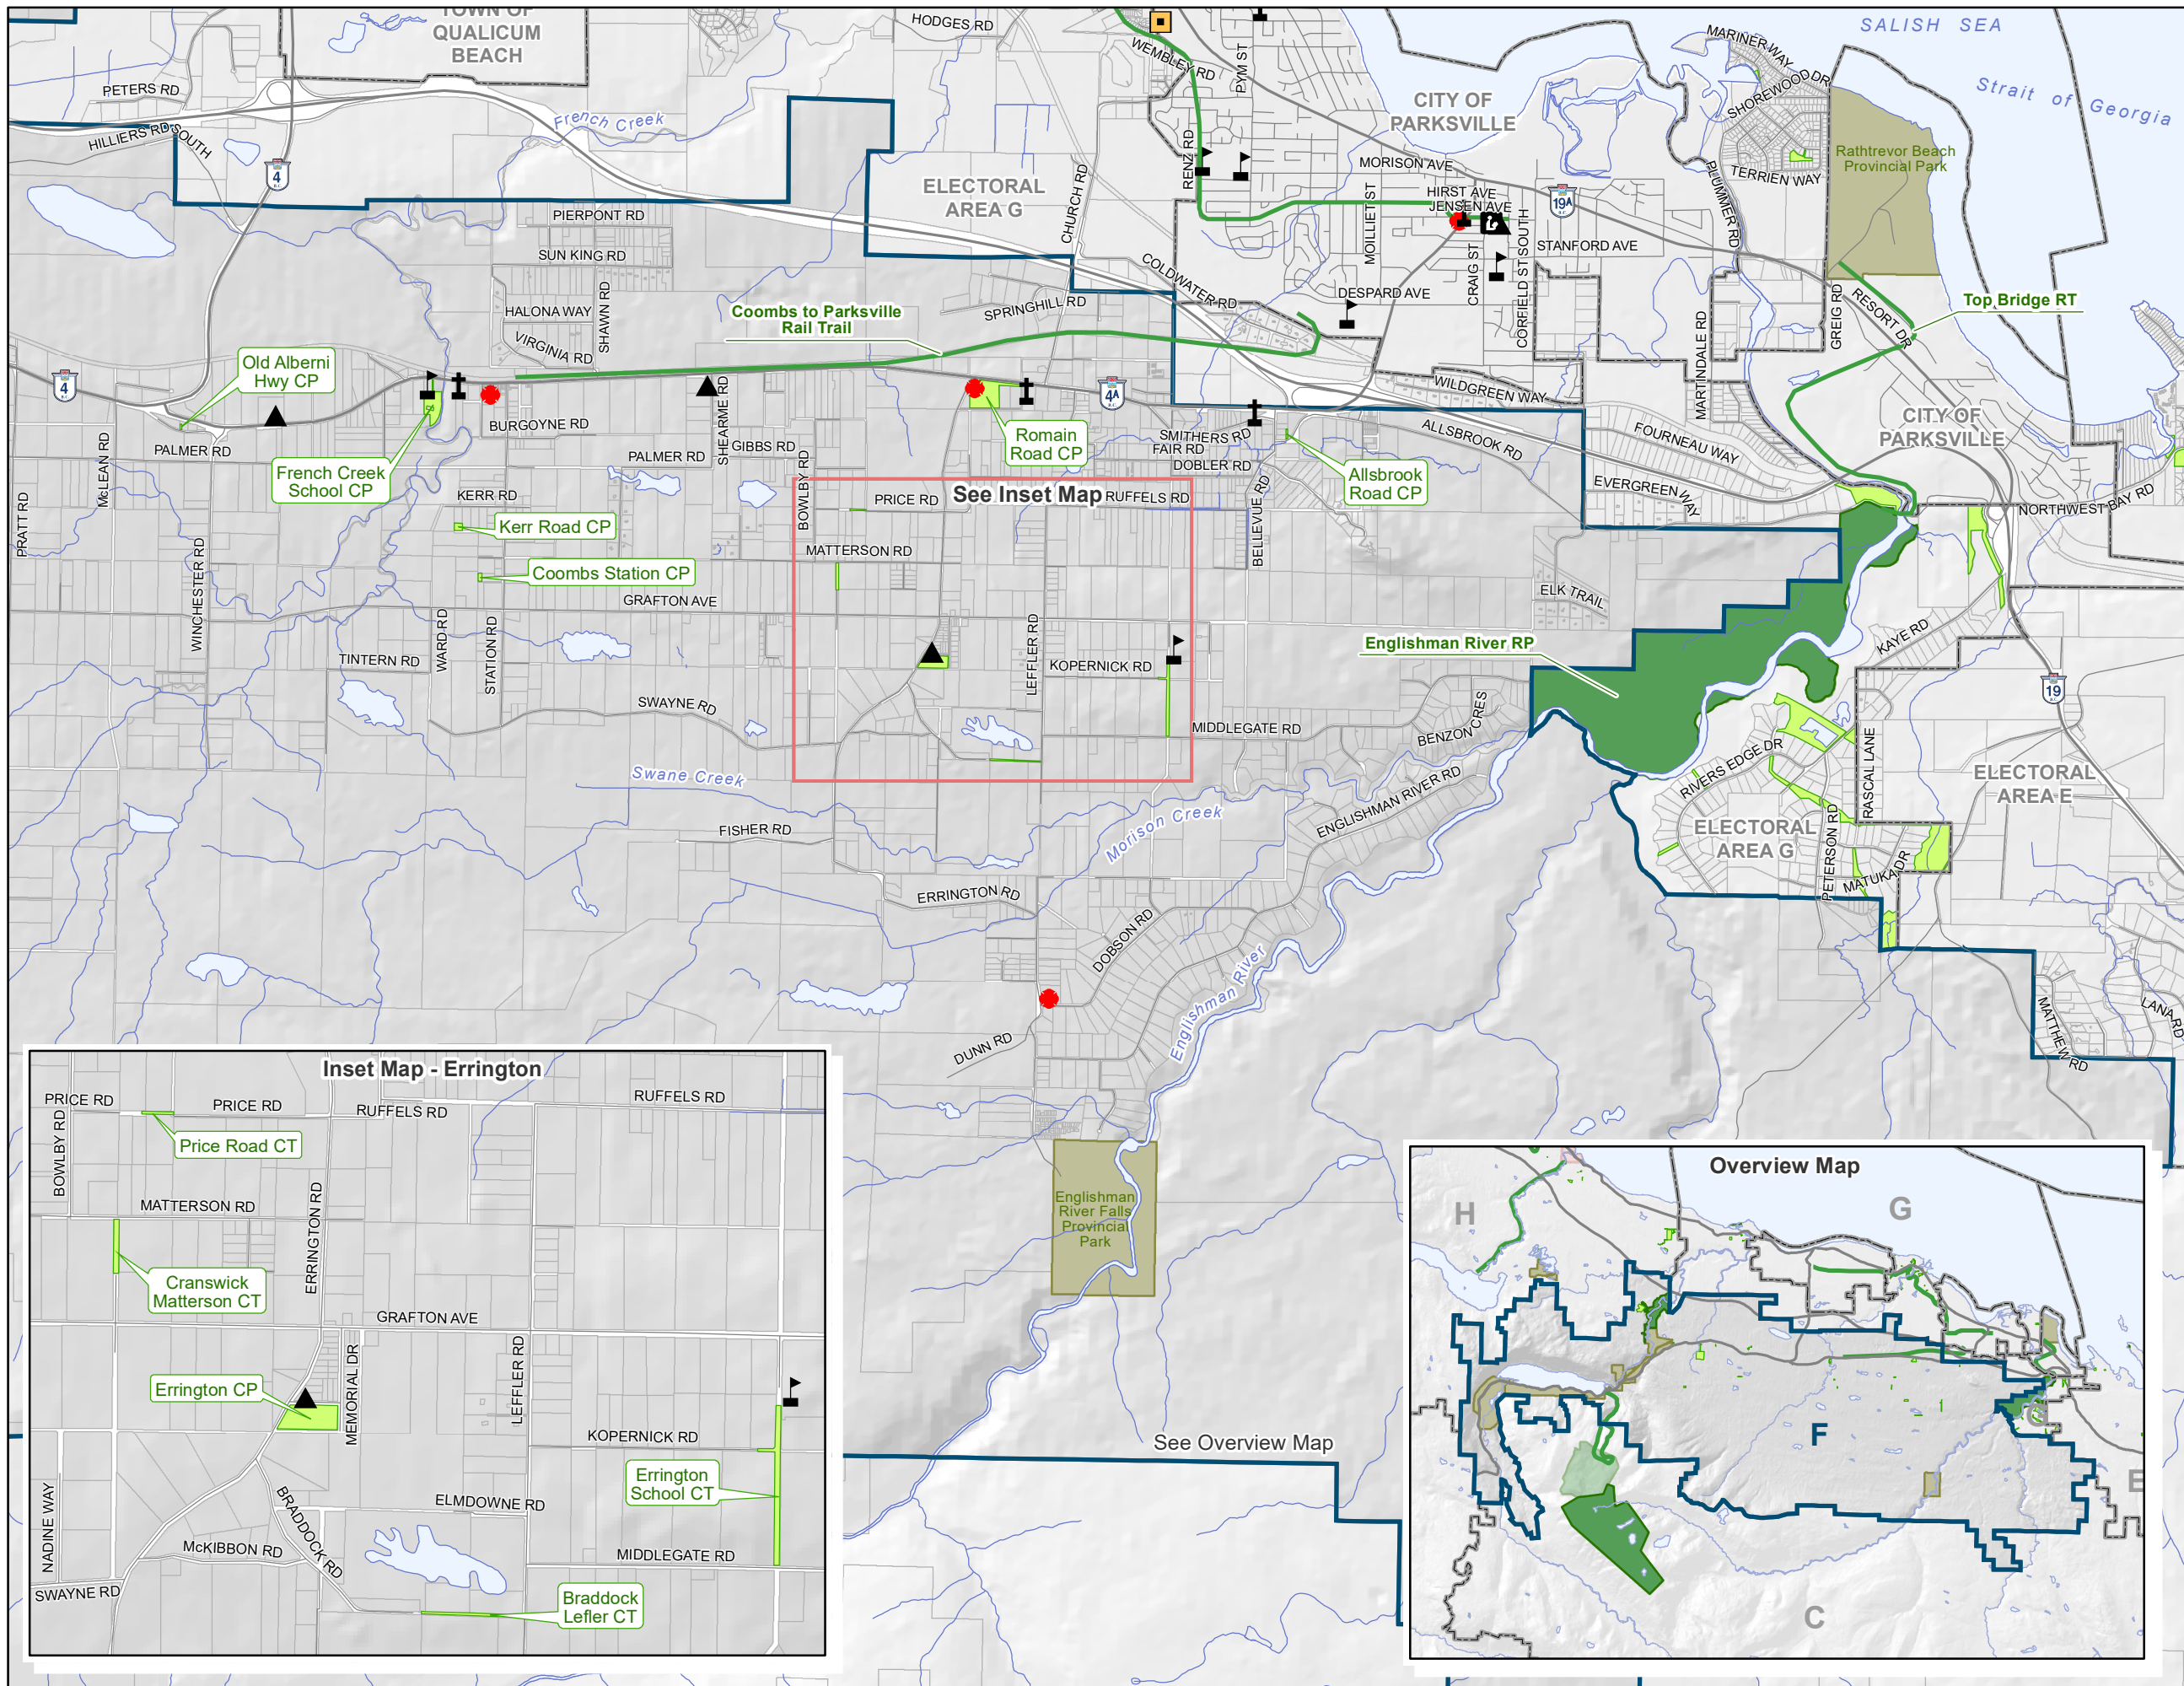 TOWN OF
QUALICUM
BEACH
HODGES RD
WEMBLEY RD
PYM ST
MARINER WAY
SALISH SEA
SHOREWOOD DR
Strait of Georgia
PETERS RD
HILLIERS RD SOUTH
French Creek
4
CITY OF
PARKSVILLE
RENZ RD
MORISON AVE
HIRST AVE
JENSEN AVE
19A
MOILLIET ST
CRAIG ST
CORFIELD ST SOUTH
STANFORD AVE
DESPARD AVE
PLUMMER RD
TERRIEN WAY
Rathtrevor Beach
Provincial Park
ELECTORAL
AREA G
CHURCH RD
PIERPONT RD
SUN KING RD
HALONA WAY
SHAWN RD
VIRGINIA RD
Coombs to Parksville
Rail Trail
SPRINGHILL RD
COLDWATER RD
GREIG RD
RESORT DR
Top Bridge RT
MARTINDALE RD
4
Old Alberni
Hwy CP
SHEARME RD
4A
WILDGREEN WAY
CITY OF
PARKSVILLE
BURGOYNE RD
PALMER RD
McLEAN RD
PRATT RD
French Creek
School CP
PALMER RD
GIBBS RD
BOWLBY RD
Romain
Road CP
SMITHERS RD
FAIR RD
DOBLER RD
BELLEVUE RD
Allsbrook
Road CP
ALLSBROOK RD
FOURNEAU WAY
EVERGREEN WAY
NORTHWEST BAY RD
KERR RD
Kerr Road CP
Coombs Station CP
See Inset Map
PRICE RD
RUFFELS RD
MATTERSON RD
GRAFTON AVE
WINCHESTER RD
WARD RD
STATION RD
TINTERN RD
SWAYNE RD
LEFFLER RD
KOPERNICK RD
MIDDLEGATE RD
ELK TRAIL
Englishman River RP
KAYE RD
19
BENZON CRES
RIVERS EDGE DR
RASCAL LANE
ELECTORAL
AREA E
Swane Creek
FISHER RD
Morison Creek
ENGLISHMAN RIVER RD
ELECTORAL
AREA G
PETERSON RD
MATUKA DR
ERRINGTON RD
DOBSON RD
Englishman River
DUNN RD
MATTHEW RD
LANA RD
Englishman
River Falls
Provincial
Park
See Overview Map
Inset Map - Errington
PRICE RD
PRICE RD
RUFFELS RD
RUFFELS RD
BOWLBY RD
Price Road CT
MATTERSON RD
ERRINGTON RD
Cranswick
Matterson CT
GRAFTON AVE
Errington CP
MEMORIAL DR
LEFFLER RD
KOPERNICK RD
Errington
School CT
NADINE WAY
BRADDOCK RD
ELMDOWNE RD
McKIBBON RD
MIDDLEGATE RD
SWAYNE RD
Braddock
Lefler CT
Overview Map
H
G
F
G
E
C